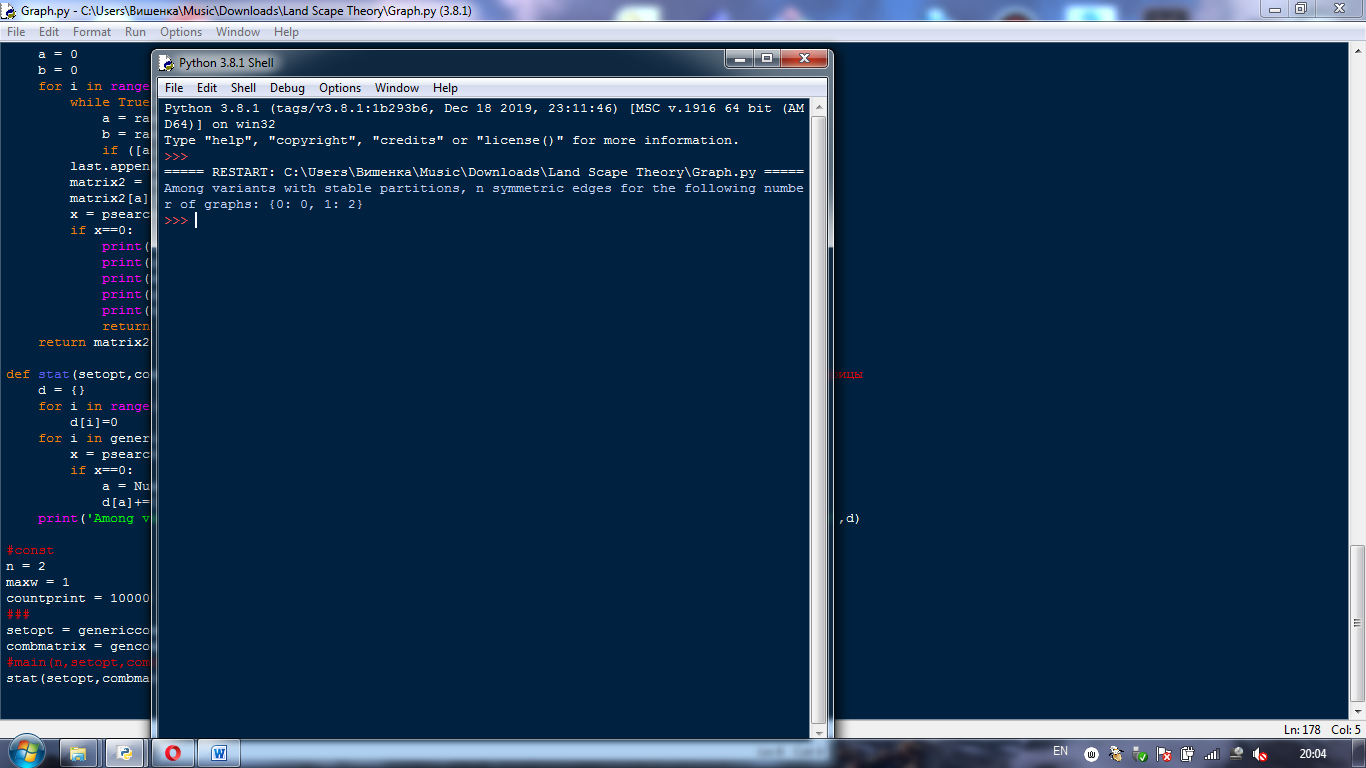 Graph.py - C:\Users\Вишенка\Music\Downloads\Land Scape Theory\Graph.py (3.8.1)
File Edit Format Run Options Window Help
a = 0
b = 0
for i in range
while True
a = ra
b = ra
if ([a
last.appen
matrix2 =
matrix2[a]
x = psearc
if x==0:
print(
print(
print(
print(
print(
return
return matrix2
def stat(setopt,co
d = {}
for i in range
d[i]=0
for i in gener
x = psearc
if x==0:
a = Nu
d[a]+=
print('Among v
,d)
#const
n = 2
maxw = 1
countprint = 10000
###
setopt = genericco
combmatrix = genco
#main(n,setopt,com
stat(setopt,combma
Python 3.8.1 Shell
File Edit Shell Debug Options Window Help
Python 3.8.1 (tags/v3.8.1:1b293b6, Dec 18 2019, 23:11:46) [MSC v.1916 64 bit (AM
D64)] on win32
Type "help", "copyright", "credits" or "license()" for more information.
>>>
===== RESTART: C:\Users\Вишенка\Music\Downloads\Land Scape Theory\Graph.py =====
Among variants with stable partitions, n symmetric edges for the following numbe
r of graphs: {0: 0, 1: 2}
>>>
Ln: 178 Col: 5
EN
20:04